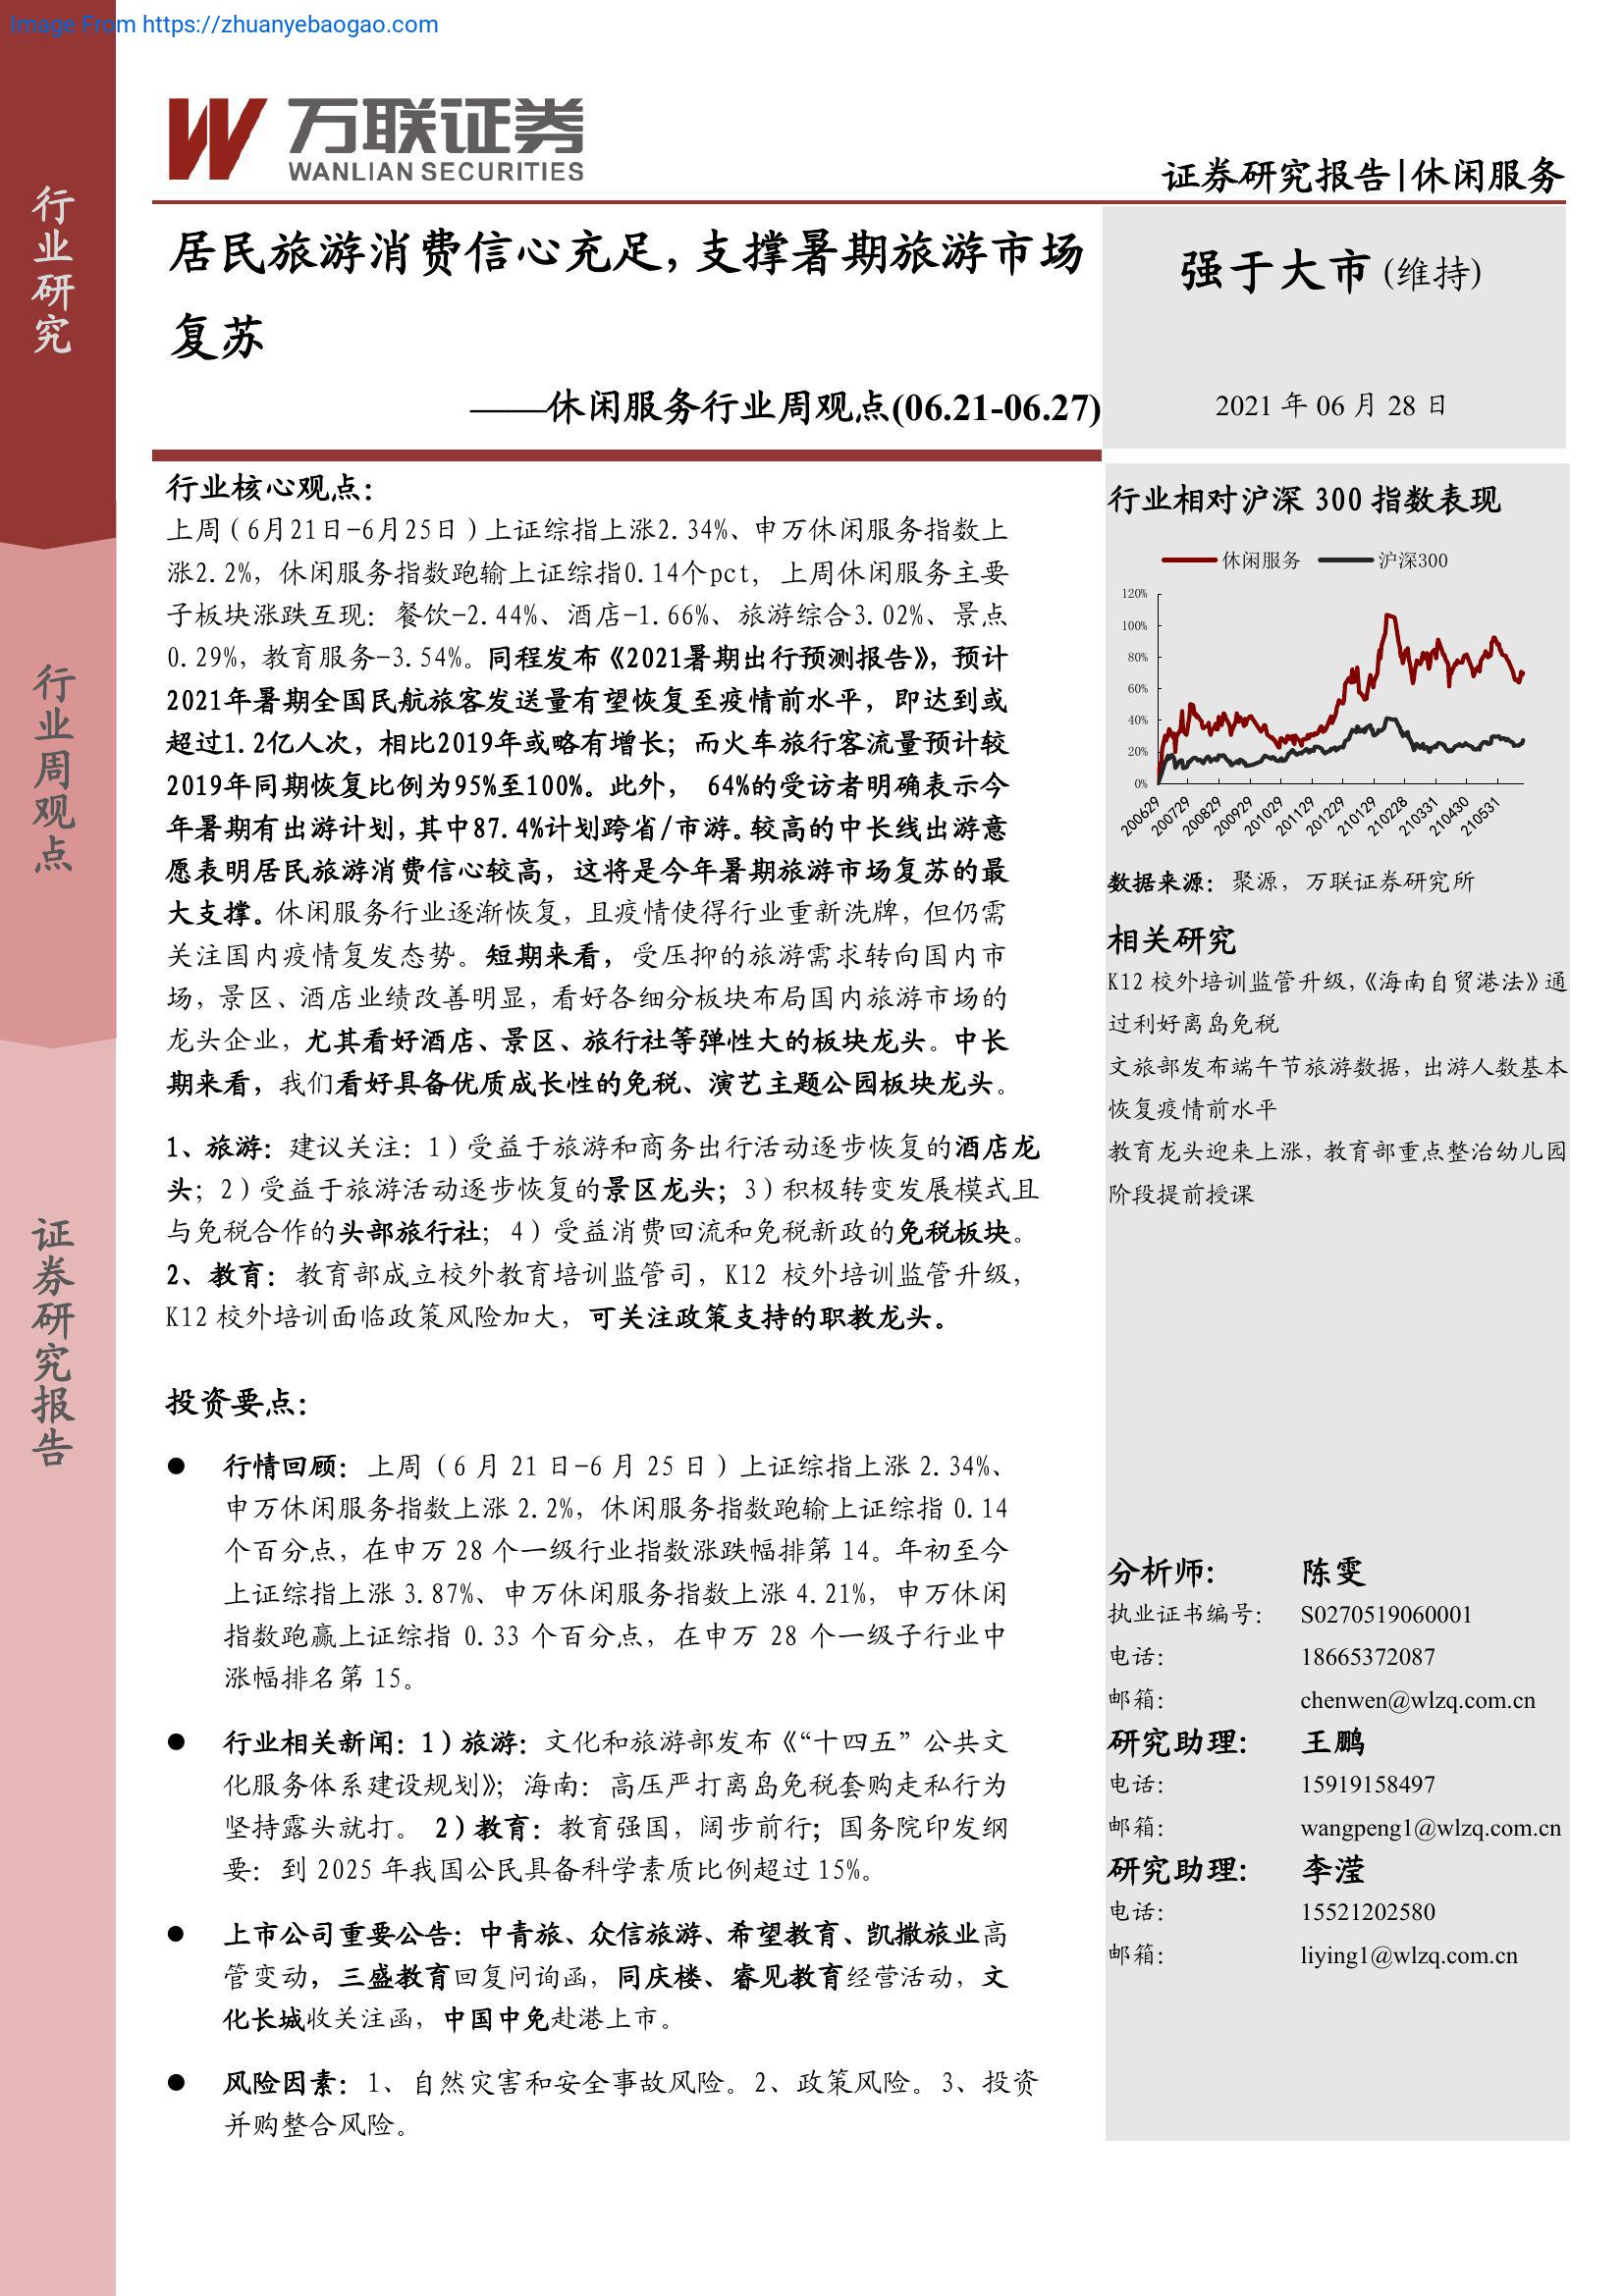 Image From https://zhuanyebaogao.com
万联证券
WANLIAN SECURITIES
证券研究报告|休闲服务
行业研究
行业周观点
证券研究报告
居民旅游消费信心充足,支撑暑期旅游市场
复苏
——休闲服务行业周观点(06.21-06.27)
强于大市(维持)
2021 年 06 月 28 日
行业核心观点：
上周（6月21日-6月25日）上证综指上涨2.34%、申万休闲服务指数上
涨2.2%，休闲服务指数跑输上证综指0.14个pct，上周休闲服务主要
子板块涨跌互现：餐饮-2.44%、酒店-1.66%、旅游综合3.02%、景点
0.29%，教育服务-3.54%。同程发布《2021暑期出行预测报告》，预计
2021年暑期全国民航旅客发送量有望恢复至疫情前水平，即达到或
超过1.2亿人次，相比2019年或略有增长；而火车旅行客流量预计较
2019年同期恢复比例为95%至100%。此外， 64%的受访者明确表示今
年暑期有出游计划，其中87.4%计划跨省/市游。较高的中长线出游意
愿表明居民旅游消费信心较高，这将是今年暑期旅游市场复苏的最
大支撑。休闲服务行业逐渐恢复，且疫情使得行业重新洗牌，但仍需
关注国内疫情复发态势。短期来看，受压抑的旅游需求转向国内市
场，景区、酒店业绩改善明显，看好各细分板块布局国内旅游市场的
龙头企业，尤其看好酒店、景区、旅行社等弹性大的板块龙头。中长
期来看，我们看好具备优质成长性的免税、演艺主题公园板块龙头。
1、旅游：建议关注：1）受益于旅游和商务出行活动逐步恢复的酒店龙
头；2）受益于旅游活动逐步恢复的景区龙头；3）积极转变发展模式且
与免税合作的头部旅行社；4）受益消费回流和免税新政的免税板块。
2、教育：教育部成立校外教育培训监管司，K12 校外培训监管升级，
K12 校外培训面临政策风险加大，可关注政策支持的职教龙头。
投资要点：
● 行情回顾：上周（6 月 21 日-6 月 25 日）上证综指上涨 2.34%、
申万休闲服务指数上涨 2.2%，休闲服务指数跑输上证综指 0.14
个百分点，在申万 28 个一级行业指数涨跌幅排第 14。年初至今
上证综指上涨 3.87%、申万休闲服务指数上涨 4.21%，申万休闲
指数跑赢上证综指 0.33 个百分点，在申万 28 个一级子行业中
涨幅排名第 15。
● 行业相关新闻：1）旅游：文化和旅游部发布《“十四五”公共文
化服务体系建设规划》；海南：高压严打离岛免税套购走私行为
坚持露头就打。 2）教育：教育强国，阔步前行；国务院印发纲
要：到 2025 年我国公民具备科学素质比例超过 15%。
● 上市公司重要公告：中青旅、众信旅游、希望教育、凯撒旅业高
管变动，三盛教育回复问询函，同庆楼、睿见教育经营活动，文
化长城收关注函，中国中免赴港上市。
● 风险因素：1、自然灾害和安全事故风险。2、政策风险。3、投资
并购整合风险。
行业相对沪深 300 指数表现
休闲服务 沪深300
120%
100%
80%
60%
40%
20%
0%
200629 200729 200829 200929 201029 201129 201229 210129 210228 210331 210430 210531
数据来源：聚源，万联证券研究所
相关研究
K12 校外培训监管升级，《海南自贸港法》通
过利好离岛免税
文旅部发布端午节旅游数据，出游人数基本
恢复疫情前水平
教育龙头迎来上涨，教育部重点整治幼儿园
阶段提前授课
分析师: 陈雯
执业证书编号： S0270519060001
电话： 18665372087
邮箱： chenwen@wlzq.com.cn
研究助理: 王鹏
电话： 15919158497
邮箱： wangpeng1@wlzq.com.cn
研究助理: 李滢
电话： 15521202580
邮箱： liying1@wlzq.com.cn